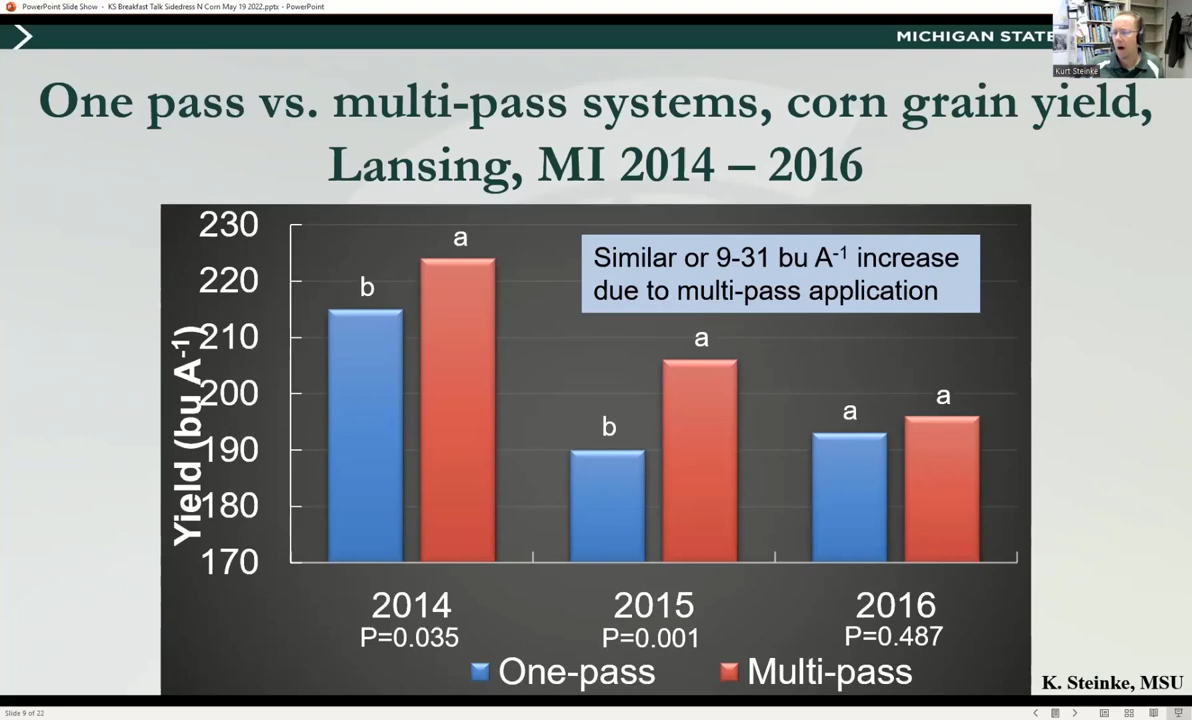 PowerPoint Slide Show - KS Breakfast Talk Sidedress N Corn May 19 2022.pptx - PowerPoint
MICHIGAN STATE
Kurt Steinke
One pass vs. multi-pass systems, corn grain yield,
Lansing, MI 2014 – 2016
Yield (bu A-1)
230
220
210
200
190
180
170
b
a
b
a
a
a
Similar or 9-31 bu A-1 increase
due to multi-pass application
2014
P=0.035
2015
P=0.001
2016
P=0.487
One-pass
Multi-pass
K. Steinke, MSU
Slide 9 of 22